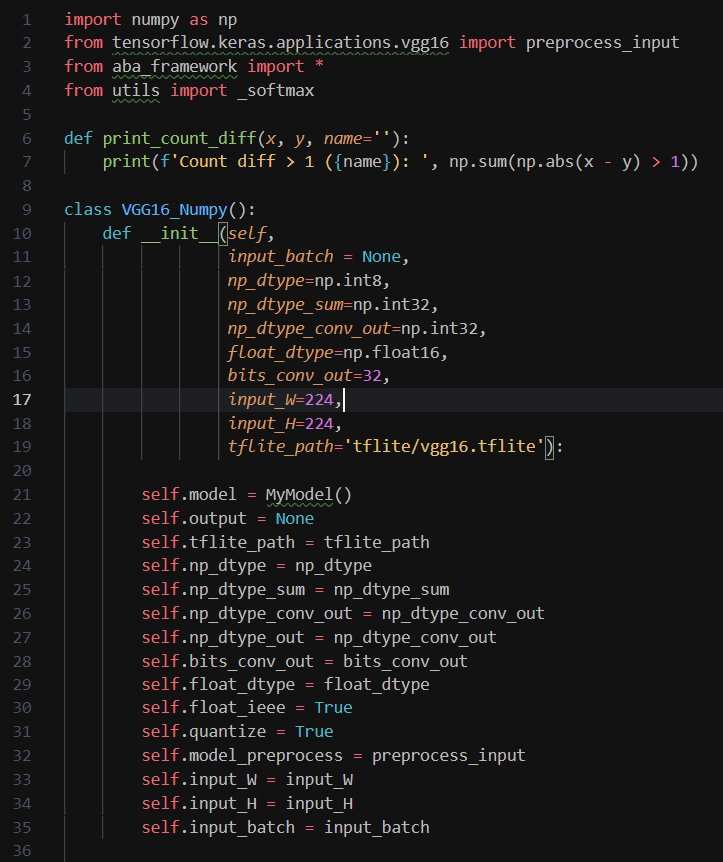 1 import numpy as np
2 from tensorflow.keras.applications.vgg16 import preprocess_input
3 from aba_framework import *
4 from utils import _softmax
5
6 def print_count_diff(x, y, name=''):
7     print(f'Count diff > 1 ({name}): ', np.sum(np.abs(x - y) > 1))
8
9 class VGG16_Numpy():
10     def __init__(self,
11                  input_batch = None,
12                  np_dtype=np.int8,
13                  np_dtype_sum=np.int32,
14                  np_dtype_conv_out=np.int32,
15                  float_dtype=np.float16,
16                  bits_conv_out=32,
17                  input_W=224,
18                  input_H=224,
19                  tflite_path='tflite/vgg16.tflite'):
20
21         self.model = MyModel()
22         self.output = None
23         self.tflite_path = tflite_path
24         self.np_dtype = np_dtype
25         self.np_dtype_sum = np_dtype_sum
26         self.np_dtype_conv_out = np_dtype_conv_out
27         self.np_dtype_out = np_dtype_conv_out
28         self.bits_conv_out = bits_conv_out
29         self.float_dtype = float_dtype
30         self.float_ieee = True
31         self.quantize = True
32         self.model_preprocess = preprocess_input
33         self.input_W = input_W
34         self.input_H = input_H
35         self.input_batch = input_batch
36